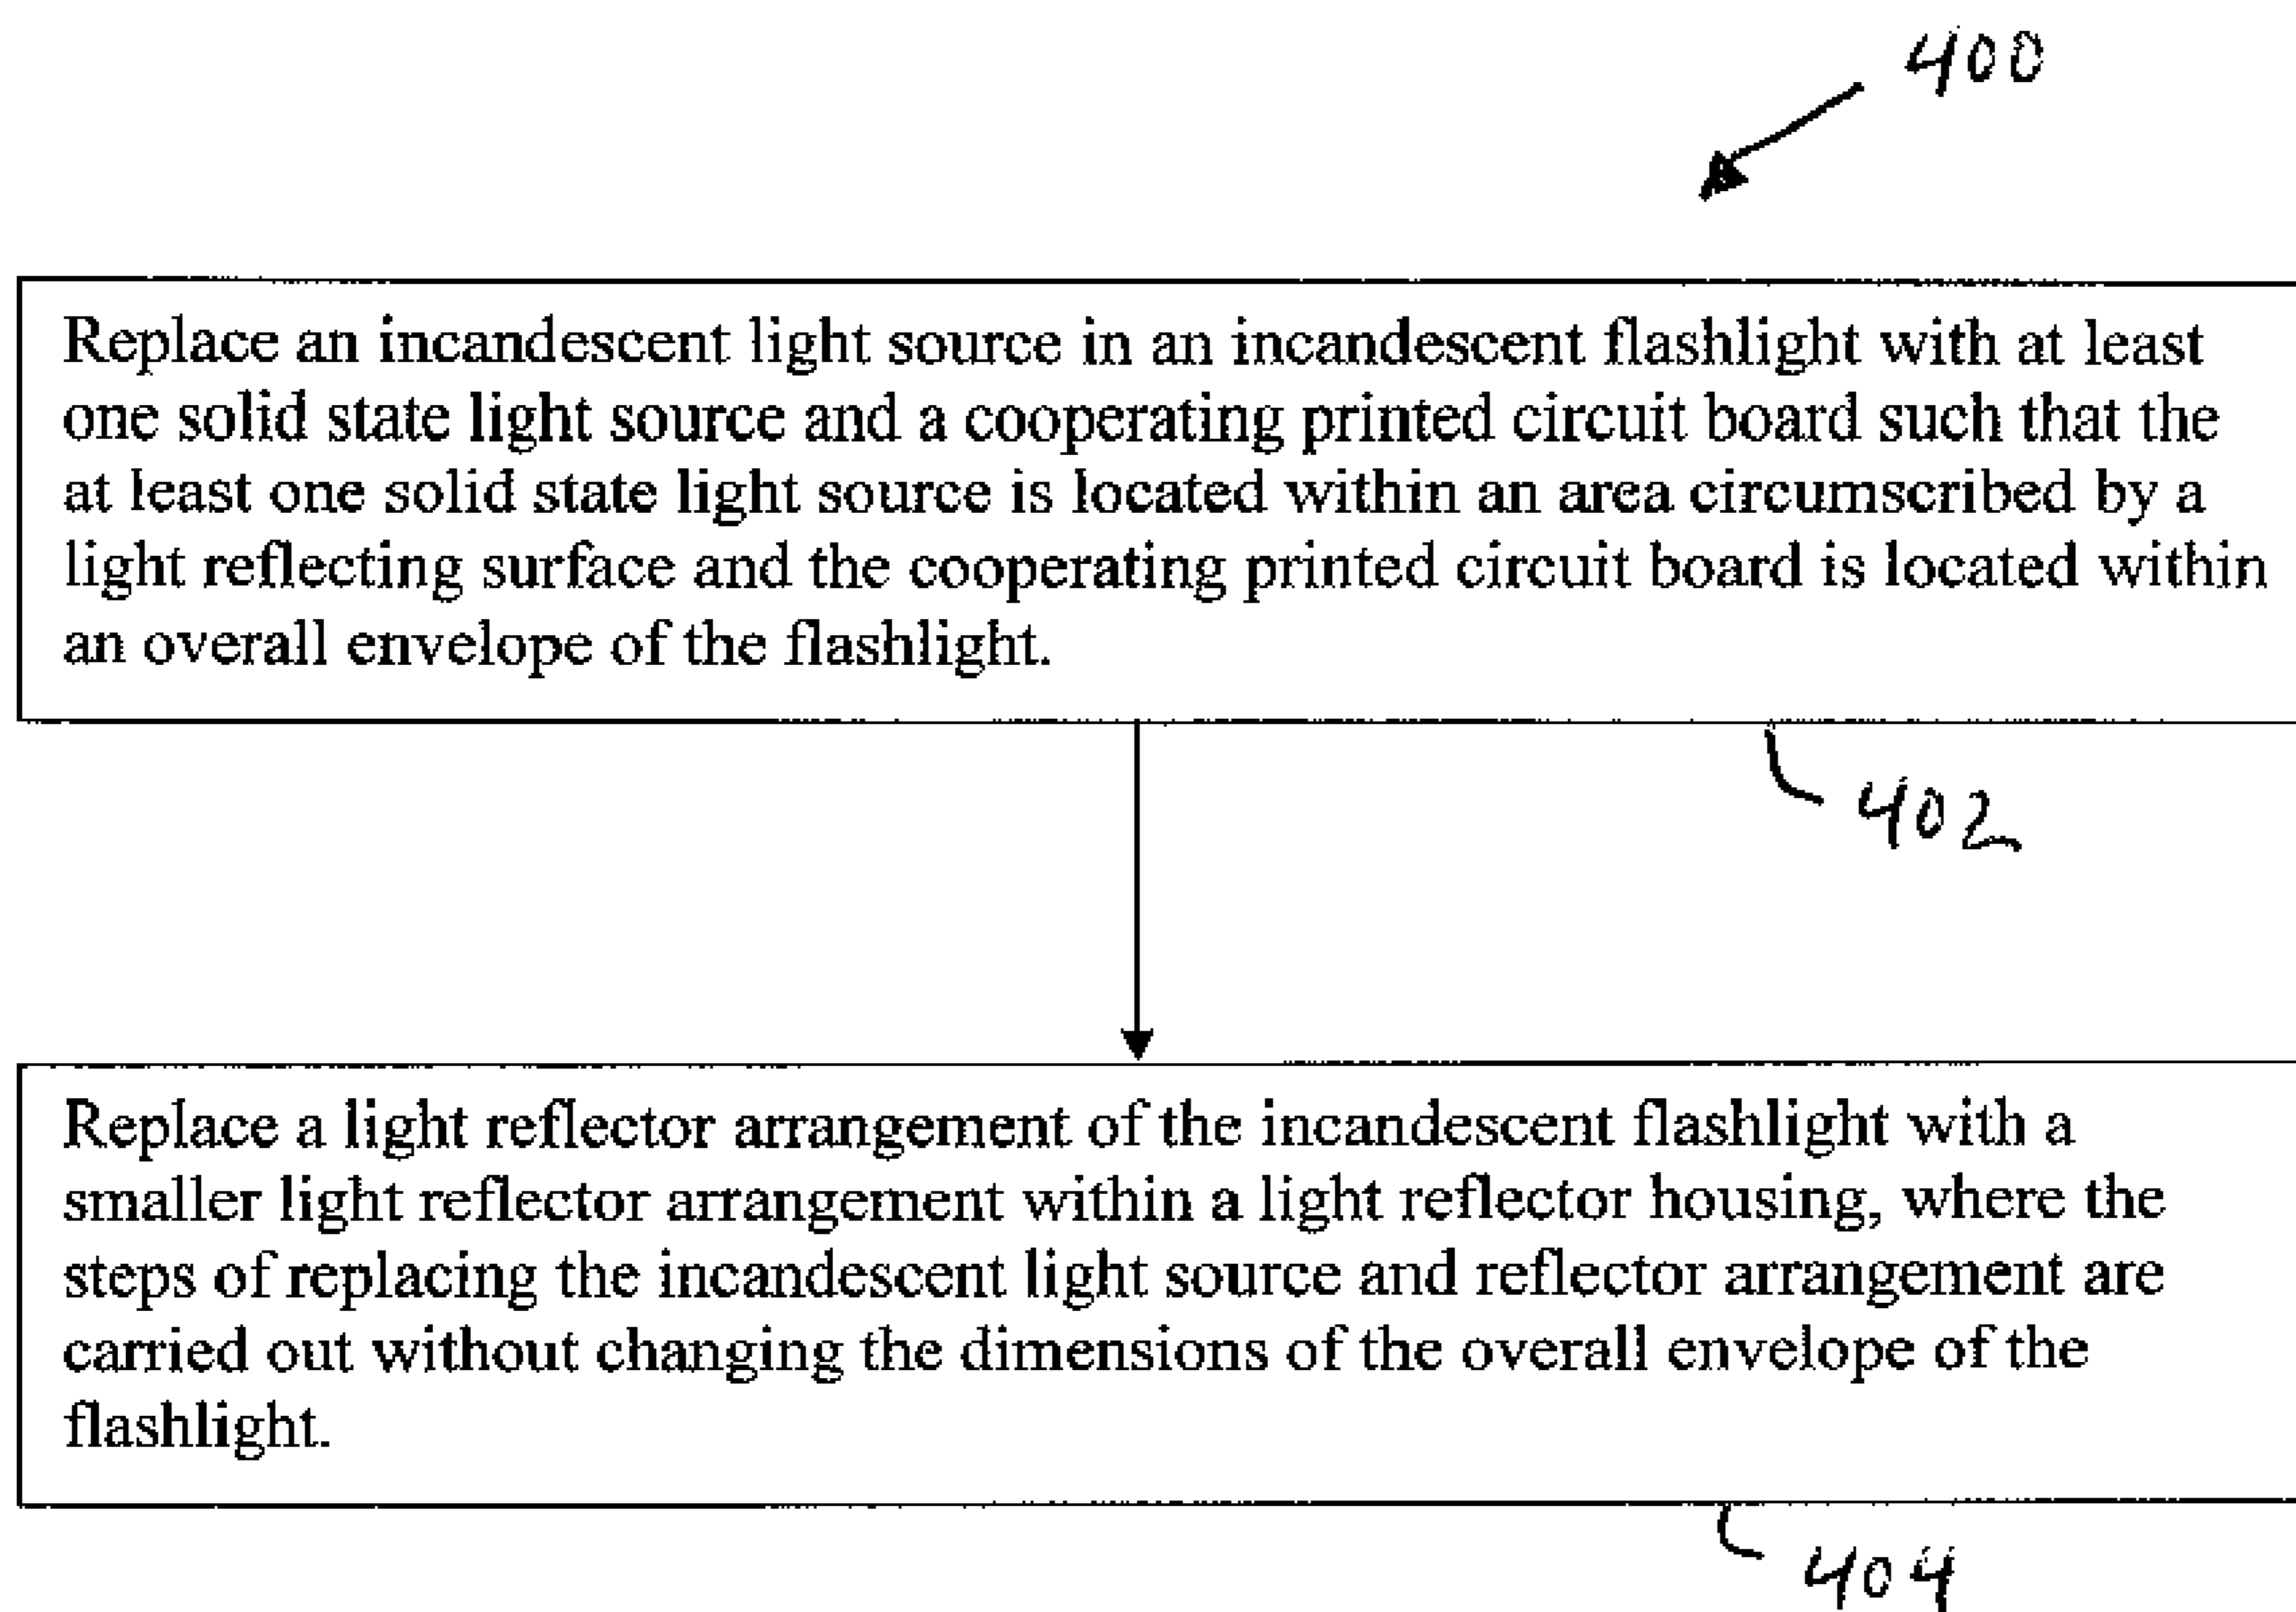 400
Replace an incandescent light source in an incandescent flashlight with at least
one solid state light source and a cooperating printed circuit board such that the
at least one solid state light source is located within an area circumscribed by a
light reflecting surface and the cooperating printed circuit board is located within
an overall envelope of the flashlight.
402
Replace a light reflector arrangement of the incandescent flashlight with a
smaller light reflector arrangement within a light reflector housing, where the
steps of replacing the incandescent light source and reflector arrangement are
carried out without changing the dimensions of the overall envelope of the
flashlight.
404